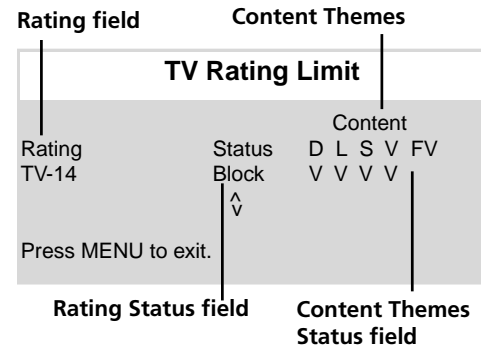 Rating field
Content Themes
TV Rating Limit
Content
Rating Status D L S V FV
TV-14 Block V V V V
Press MENU to exit.
Rating Status field
Content Themes
Status field